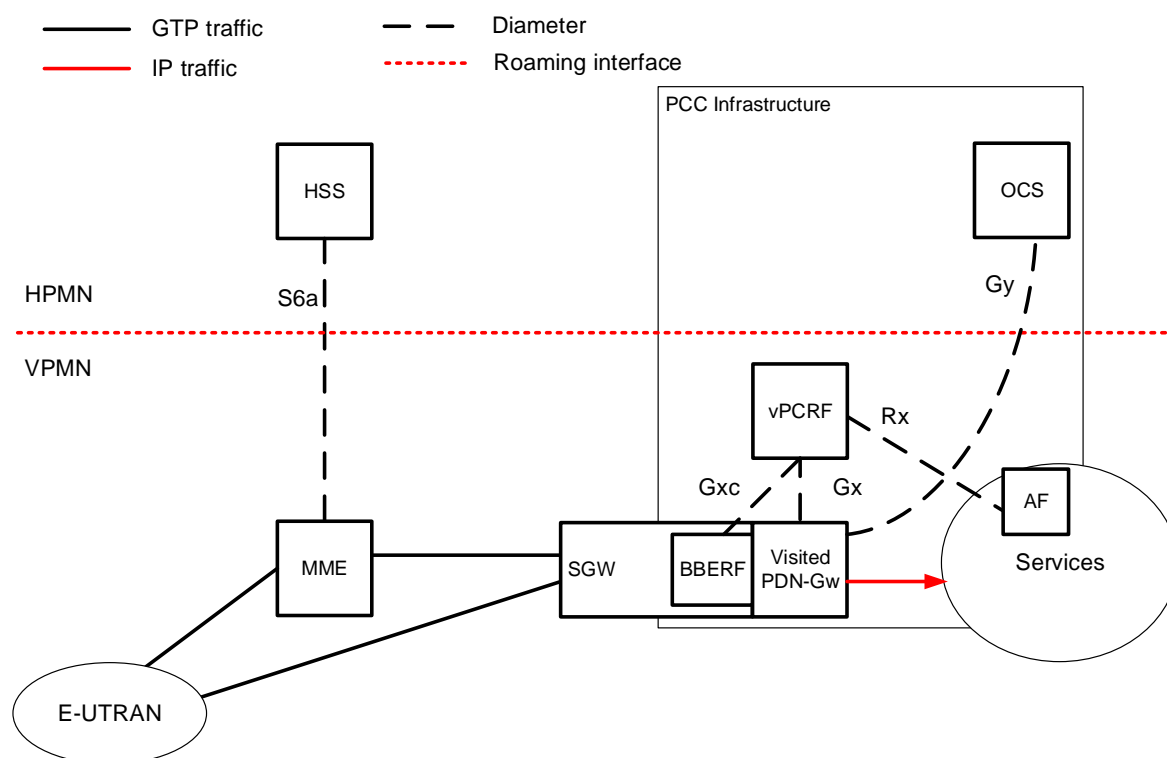 GTP traffic
Diameter
IP traffic
Roaming interface
PCC Infrastructure
HSS
OCS
HPMN
S6a
Gy
VPMN
vPCRF
Rx
Gxc
Gx
AF
MME
SGW
BBERF
Visited
PDN-Gw
Services
E-UTRAN